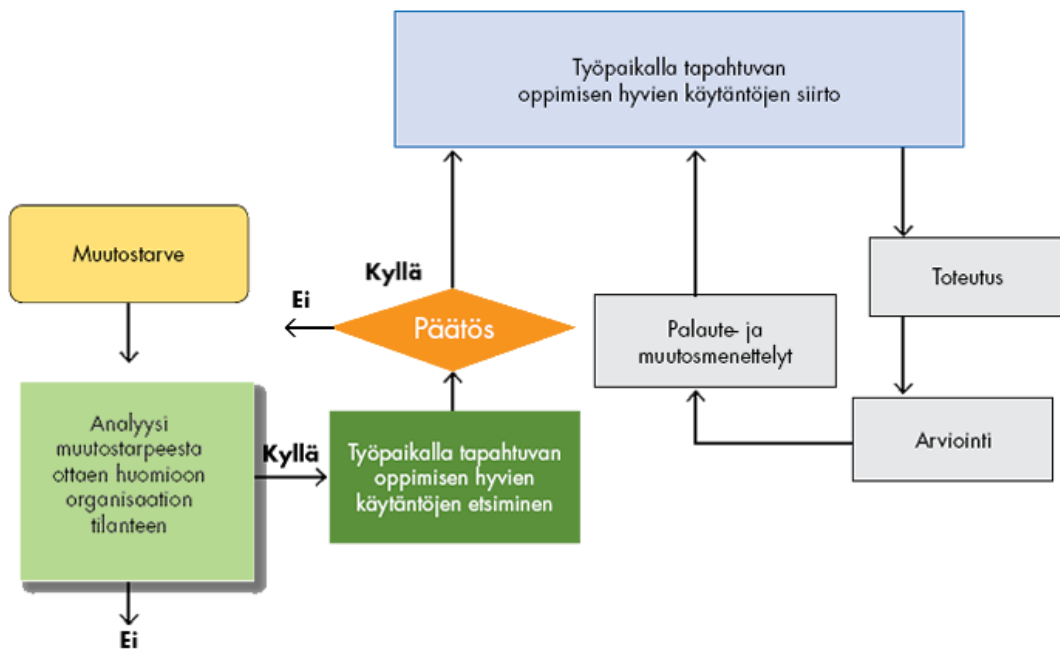 Työpaikalla tapahtuvan
oppimisen hyvien käytäntöjen siirto
Muutostarve
Kyllä
Ei
Päätös
Toteutus
Palaute- ja
muutosmenettelyt
Analyysi
muutostarpeesta
ottaen huomioon
organisaation
tilanteen
Kyllä
Työpaikalla tapahtuvan
oppimisen hyvien
käytäntöjen etsiminen
Arviointi
Ei